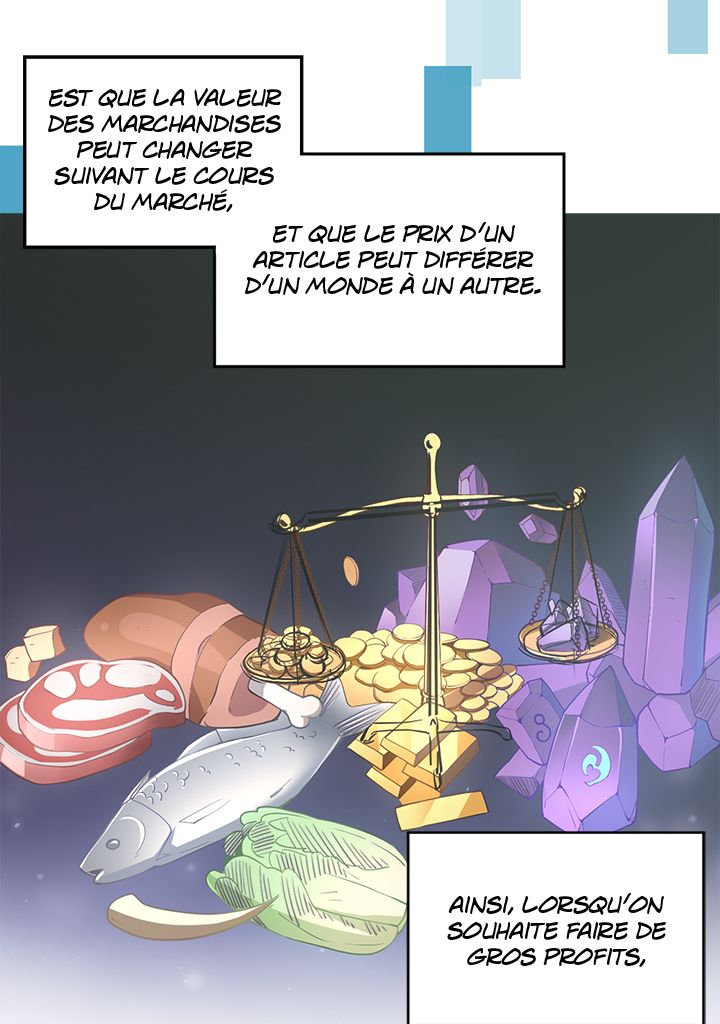 EST QUE LA VALEUR
DES MARCHANDISES
PEUT CHANGER
SUIVANT LE COURS
DU MARCHÉ,
ET QUE LE PRIX D'UN
ARTICLE PEUT DIFFÉRER
D'UN MONDE À UN AUTRE.
AINSI, LORSQU'ON
SOUHAITE FAIRE DE
GROS PROFITS,